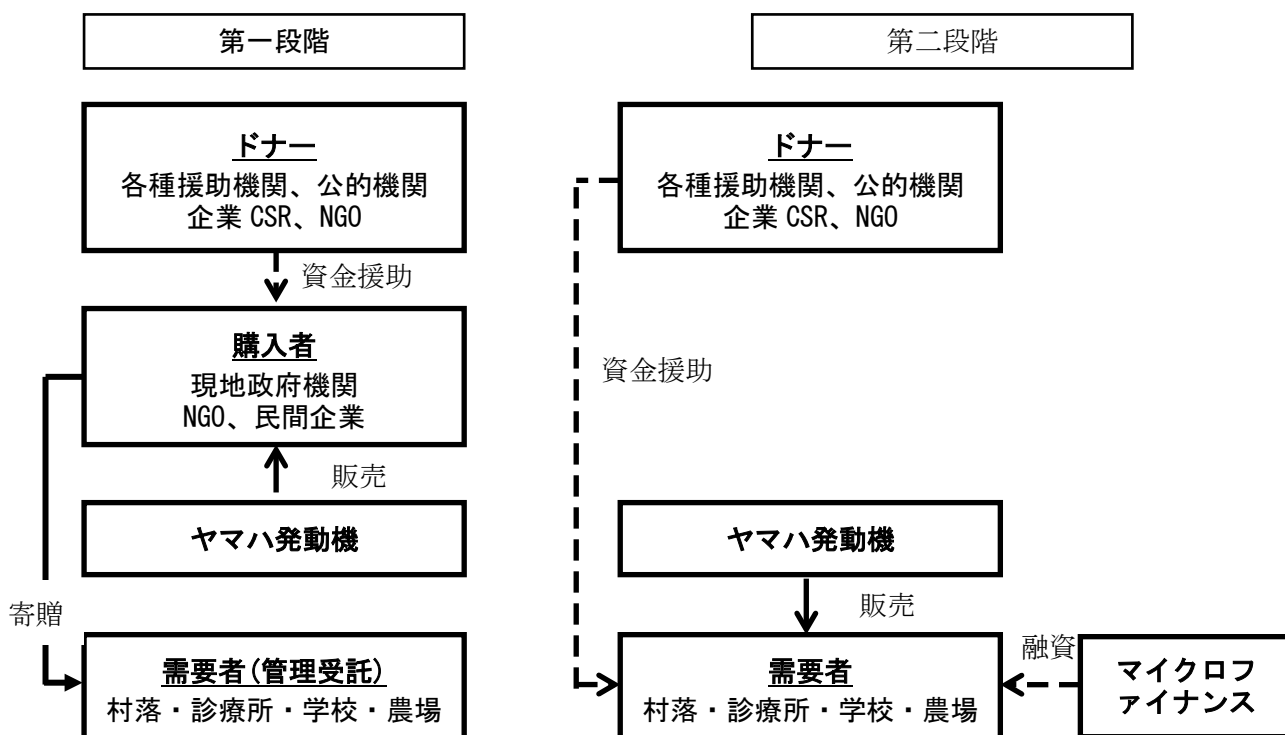 第一段階
ドナー
各種援助機関、公的機関
企業 CSR、NGO
資金援助
購入者
現地政府機関
NGO、民間企業
販売
ヤマハ発動機
寄贈
需要者(管理受託)
村落・診療所・学校・農場
第二段階
ドナー
各種援助機関、公的機関
企業 CSR、NGO
資金援助
ヤマハ発動機
販売
需要者
村落・診療所・学校・農場
融資
マイクロフ
ァイナンス